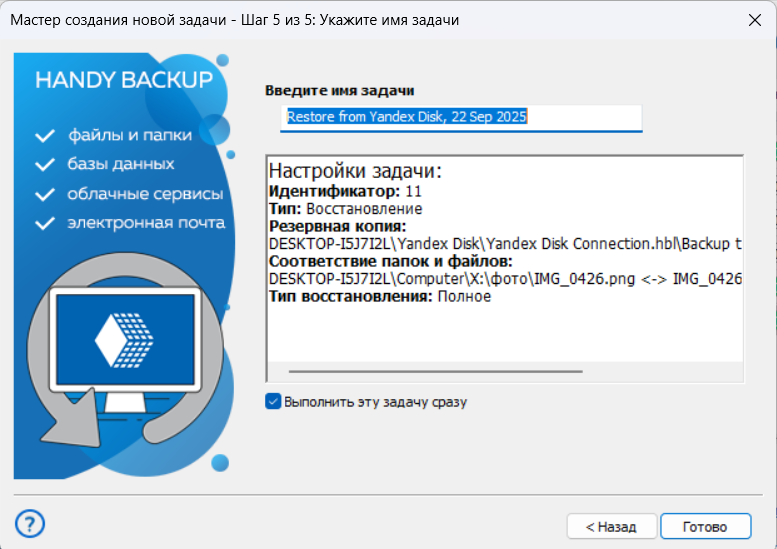 Мастер создания новой задачи - Шаг 5 из 5: Укажите имя задачи
HANDY BACKUP
файлы и папки
базы данных
облачные сервисы
электронная почта
Введите имя задачи
Restore from Yandex Disk, 22 Sep 2025
Настройки задачи:
Идентификатор: 11
Тип: Восстановление
Резервная копия:
DESKTOP-I5J7I2L\Yandex Disk\Yandex Disk Connection.hbl\Backup t
Соответствие папок и файлов:
DESKTOP-I5J7I2L\Computer\X:\фото\IMG_0426.png <-> IMG_0426
Тип восстановления: Полное
Выполнить эту задачу сразу
?
< Назад
Готово